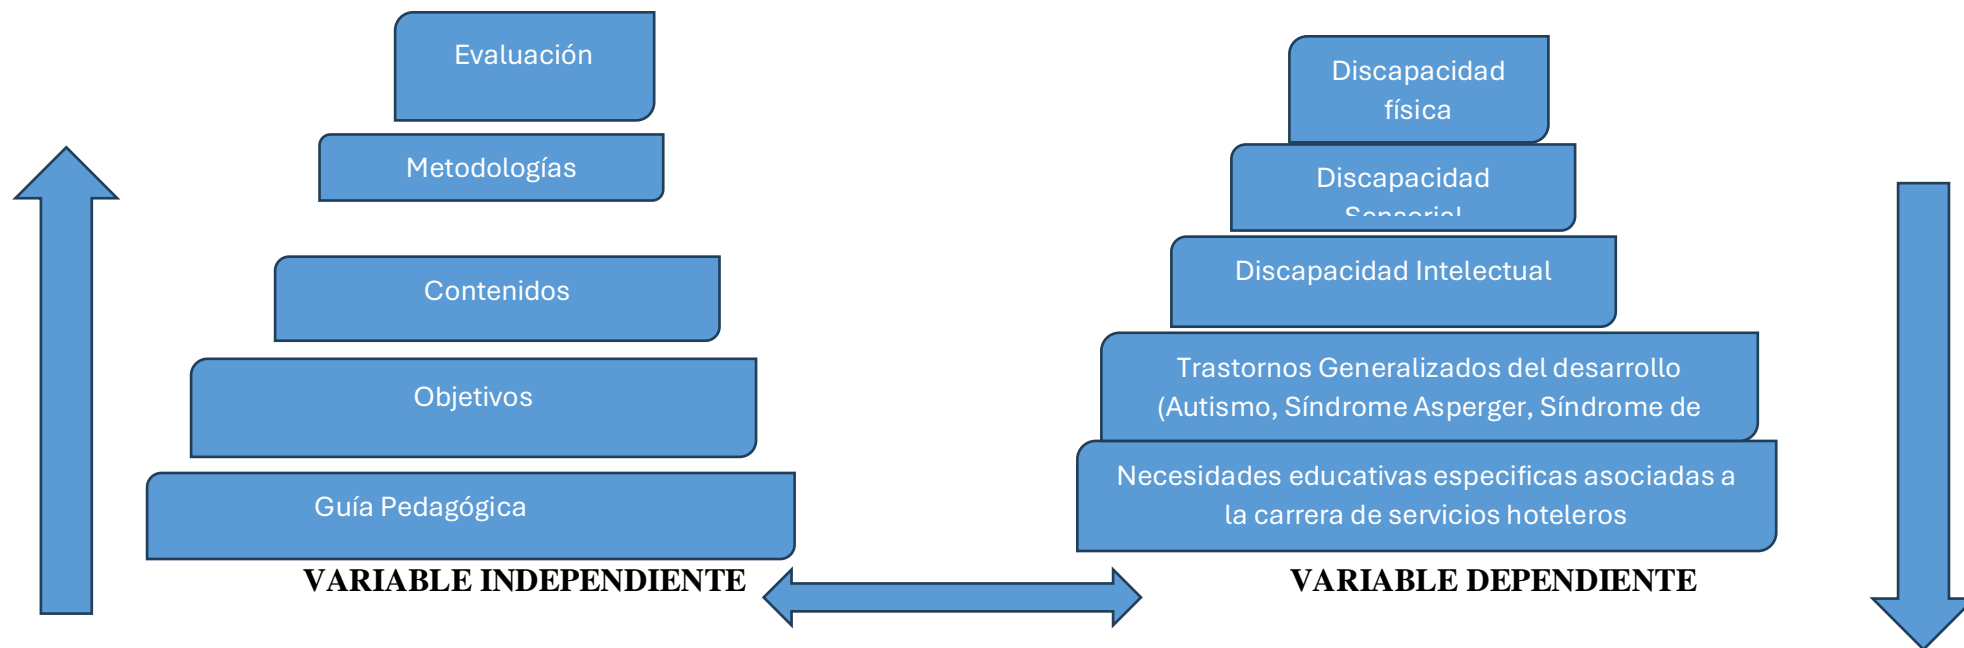 Evaluación
Metodologías
Contenidos
Objetivos
Guía Pedagógica
VARIABLE INDEPENDIENTE
Discapacidad
física
Discapacidad
Sensorial
Discapacidad Intelectual
Trastornos Generalizados del desarrollo
(Autismo, Síndrome Asperger, Síndrome de
Necesidades educativas especificas asociadas a
la carrera de servicios hoteleros
VARIABLE DEPENDIENTE